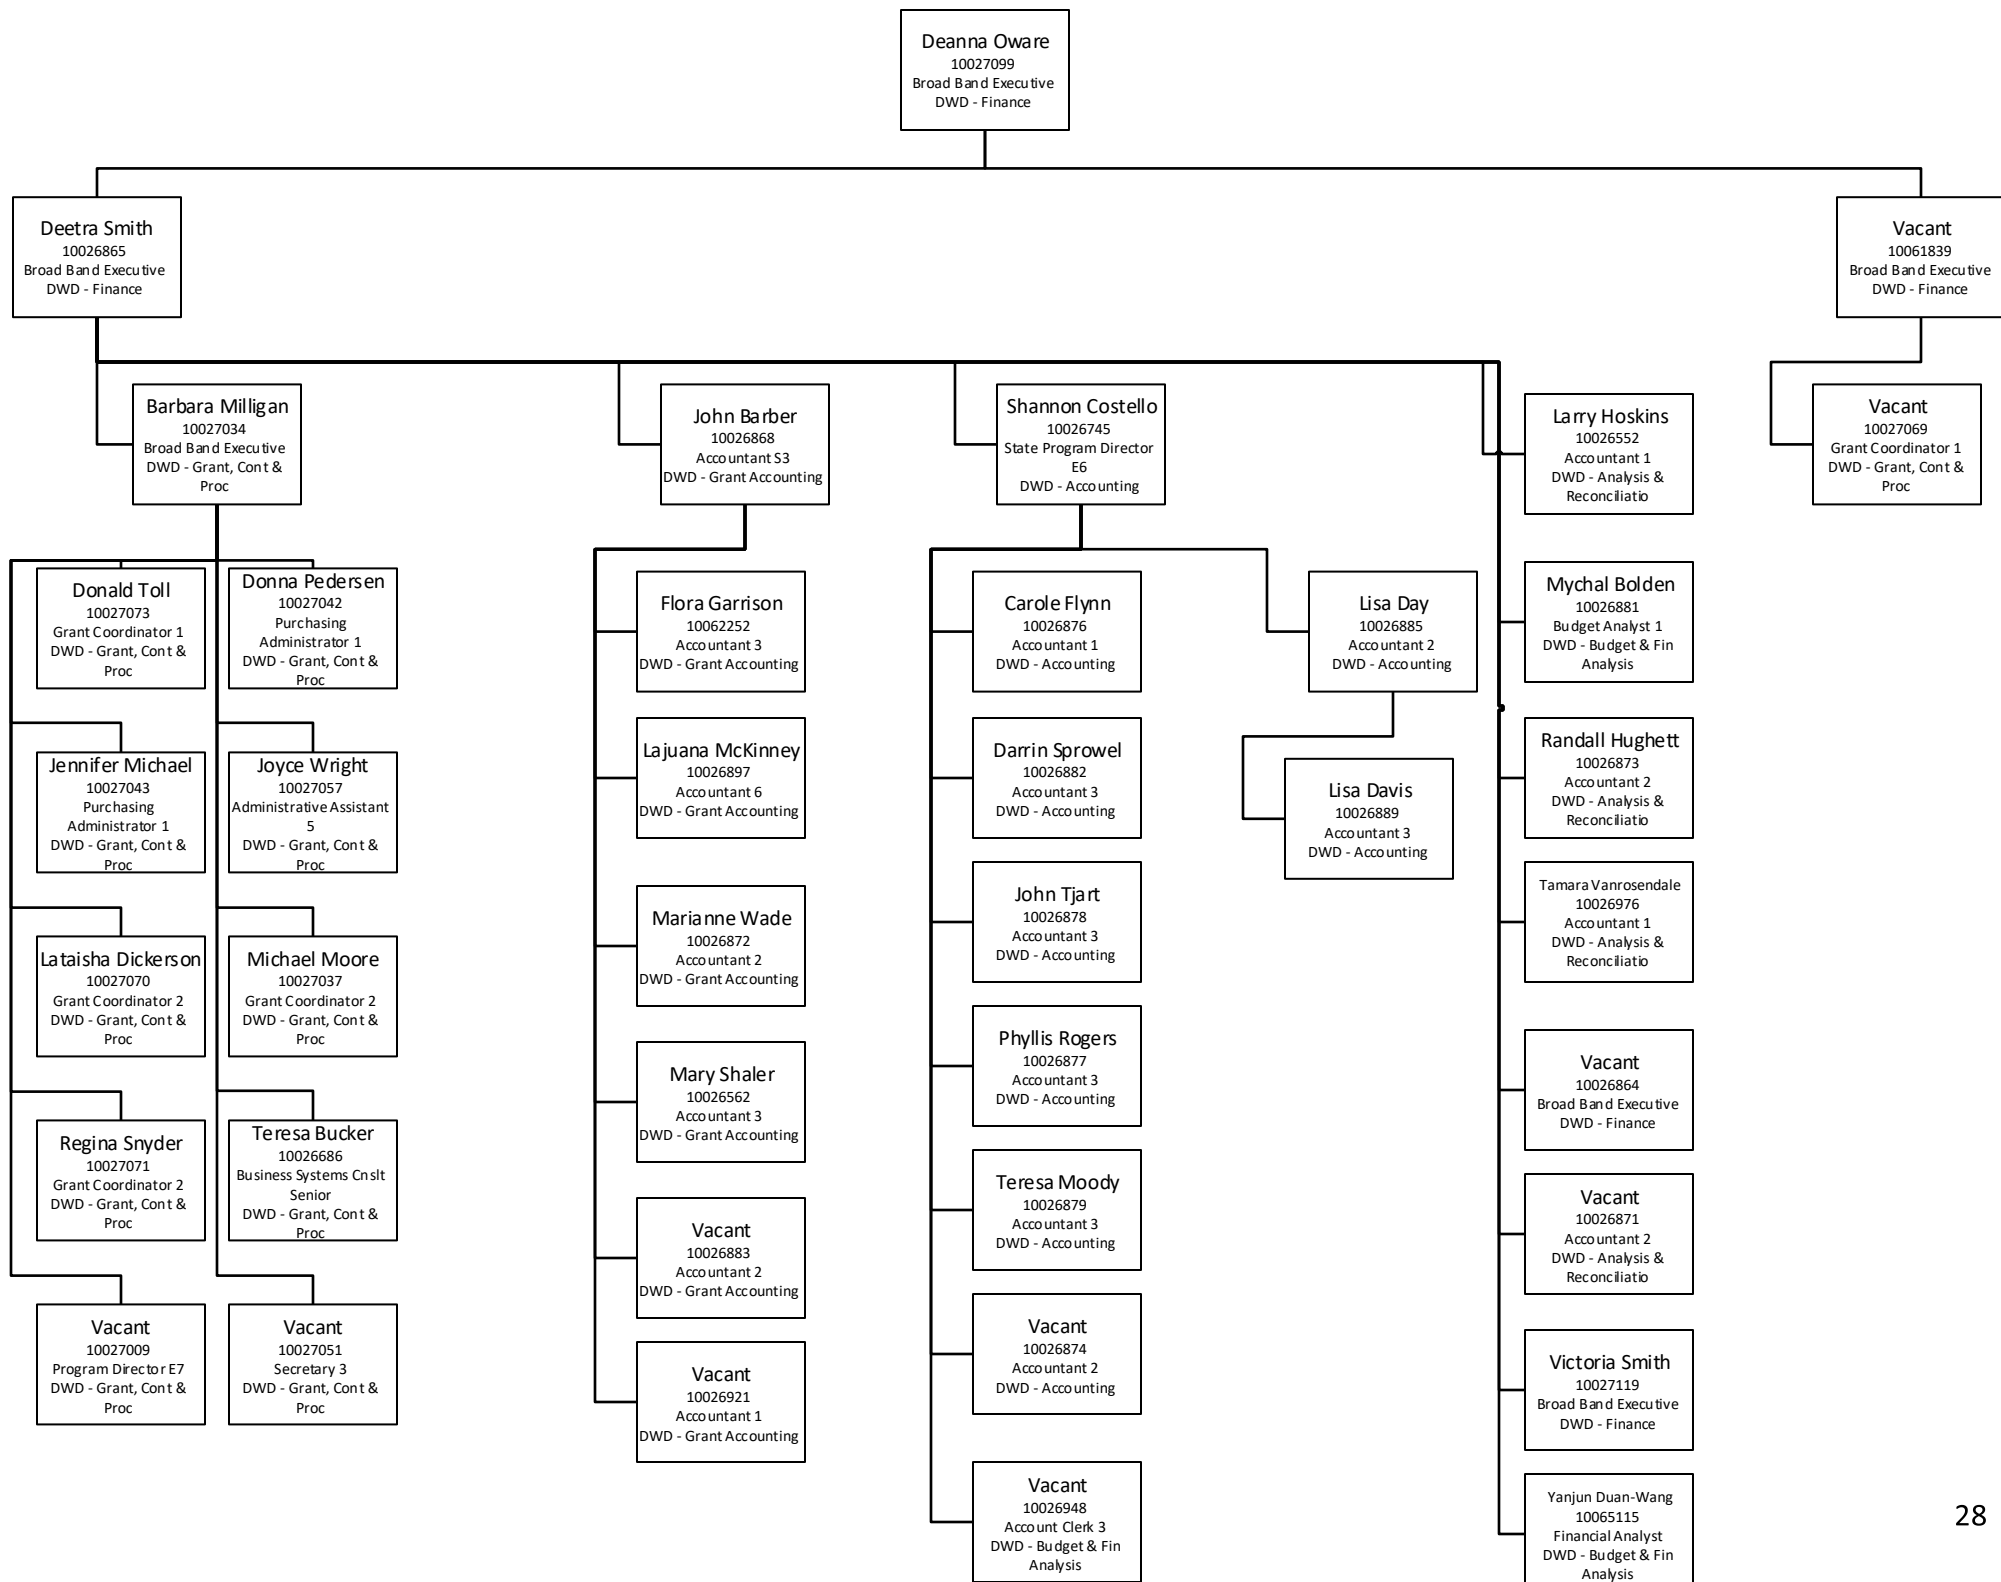 Deanna Oware
10027099
Broad Band Executive
DWD - Finance
Deetra Smith
10026865
Broad Band Executive
DWD - Finance
Vacant
10061839
Broad Band Executive
DWD - Finance
Barbara Milligan
10027034
Broad Band Executive
DWD - Grant, Cont &
Proc
John Barber
10026868
Accountant S3
DWD - Grant Accounting
Shannon Costello
10026745
State Program Director
E6
DWD - Accounting
Larry Hoskins
10026552
Accountant 1
DWD - Analysis &
Reconciliatio
Vacant
10027069
Grant Coordinator 1
DWD - Grant, Cont &
Proc
Donald Toll
10027073
Grant Coordinator 1
DWD - Grant, Cont &
Proc
Donna Pedersen
10027042
Purchasing
Administrator 1
DWD - Grant, Cont &
Proc
Jennifer Michael
10027043
Purchasing
Administrator 1
DWD - Grant, Cont &
Proc
Joyce Wright
10027057
Administrative Assistant
5
DWD - Grant, Cont &
Proc
Lataisha Dickerson
10027070
Grant Coordinator 2
DWD - Grant, Cont &
Proc
Michael Moore
10027037
Grant Coordinator 2
DWD - Grant, Cont &
Proc
Regina Snyder
10027071
Grant Coordinator 2
DWD - Grant, Cont &
Proc
Teresa Bucker
10026686
Business Systems Cnslt
Senior
DWD - Grant, Cont &
Proc
Vacant
10027009
Program Director E7
DWD - Grant, Cont &
Proc
Vacant
10027051
Secretary 3
DWD - Grant, Cont &
Proc
Flora Garrison
10062252
Accountant 3
DWD - Grant Accounting
Lajuana McKinney
10026897
Accountant 6
DWD - Grant Accounting
Marianne Wade
10026872
Accountant 2
DWD - Grant Accounting
Mary Shaler
10026562
Accountant 3
DWD - Grant Accounting
Vacant
10026883
Accountant 2
DWD - Grant Accounting
Vacant
10026921
Accountant 1
DWD - Grant Accounting
Carole Flynn
10026876
Accountant 1
DWD - Accounting
Darrin Sprowel
10026882
Accountant 3
DWD - Accounting
John Tjart
10026878
Accountant 3
DWD - Accounting
Phyllis Rogers
10026877
Accountant 3
DWD - Accounting
Teresa Moody
10026879
Accountant 3
DWD - Accounting
Vacant
10026874
Accountant 2
DWD - Accounting
Vacant
10026948
Account Clerk 3
DWD - Budget & Fin
Analysis
Lisa Day
10026885
Accountant 2
DWD - Accounting
Lisa Davis
10026889
Accountant 3
DWD - Accounting
Mychal Bolden
10026881
Budget Analyst 1
DWD - Budget & Fin
Analysis
Randall Hughett
10026873
Accountant 2
DWD - Analysis &
Reconciliatio
Tamara Vanrosendale
10026976
Accountant 1
DWD - Analysis &
Reconciliatio
Vacant
10026864
Broad Band Executive
DWD - Finance
Vacant
10026871
Accountant 2
DWD - Analysis &
Reconciliatio
Victoria Smith
10027119
Broad Band Executive
DWD - Finance
Yanjun Duan-Wang
10065115
Financial Analyst
DWD - Budget & Fin
Analysis
28